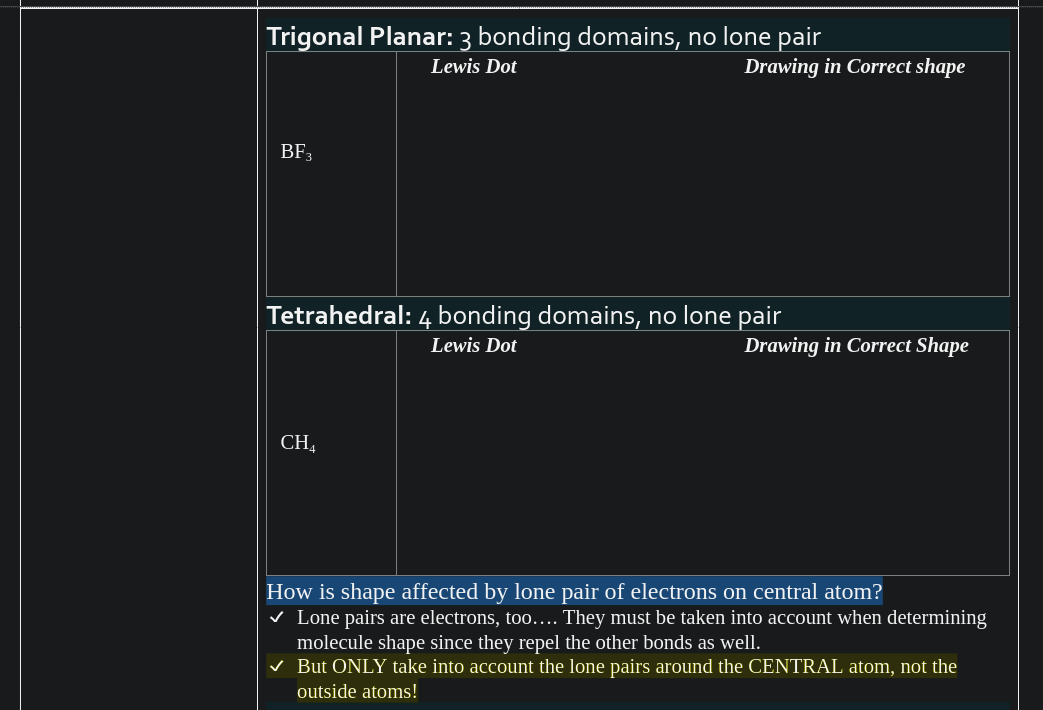 Trigonal Planar: 3 bonding domains, no lone pair
Lewis Dot Drawing in Correct shape
BF₃
Tetrahedral: 4 bonding domains, no lone pair
Lewis Dot Drawing in Correct Shape
CH₄
How is shape affected by lone pair of electrons on central atom?
✓ Lone pairs are electrons, too…. They must be taken into account when determining
molecule shape since they repel the other bonds as well.
✓ But ONLY take into account the lone pairs around the CENTRAL atom, not the
outside atoms!